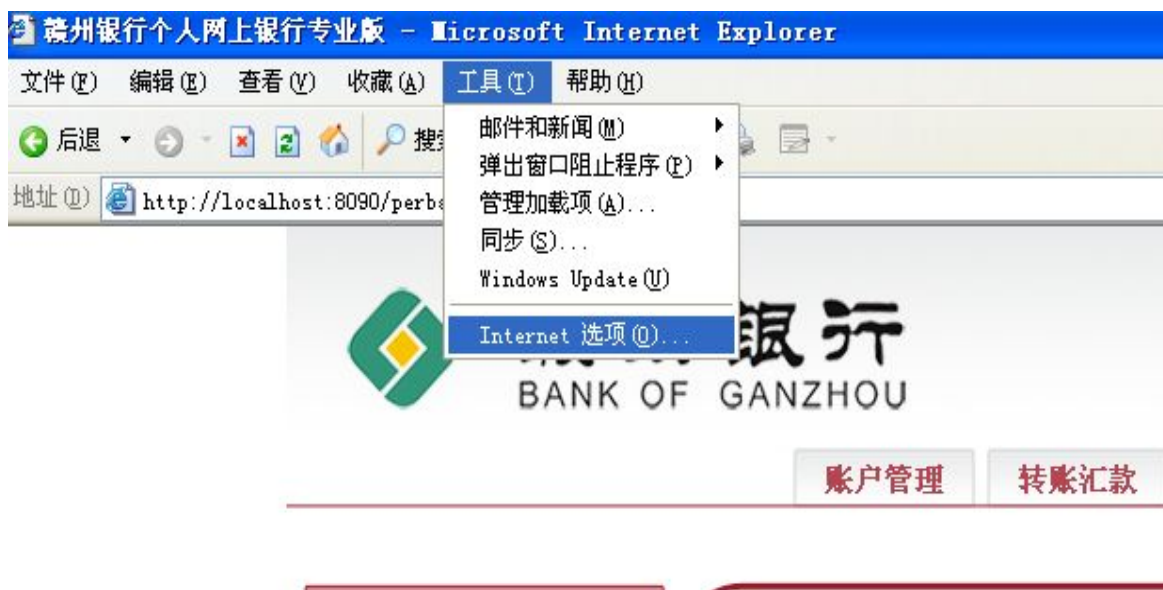 赣州银行个人网上银行专业版 - Microsoft Internet Explorer
文件(F) 编辑(E) 查看(V) 收藏(A) 工具(T) 帮助(H)
后退 搜
邮件和新闻(M)
弹出窗口阻止程序(P)
地址(D) http://localhost:8090/perb
管理加载项(A)...
同步(S)...
Windows Update(U)
Internet 选项(O)...
银行
BANK OF GANZHOU
账户管理 转账汇款